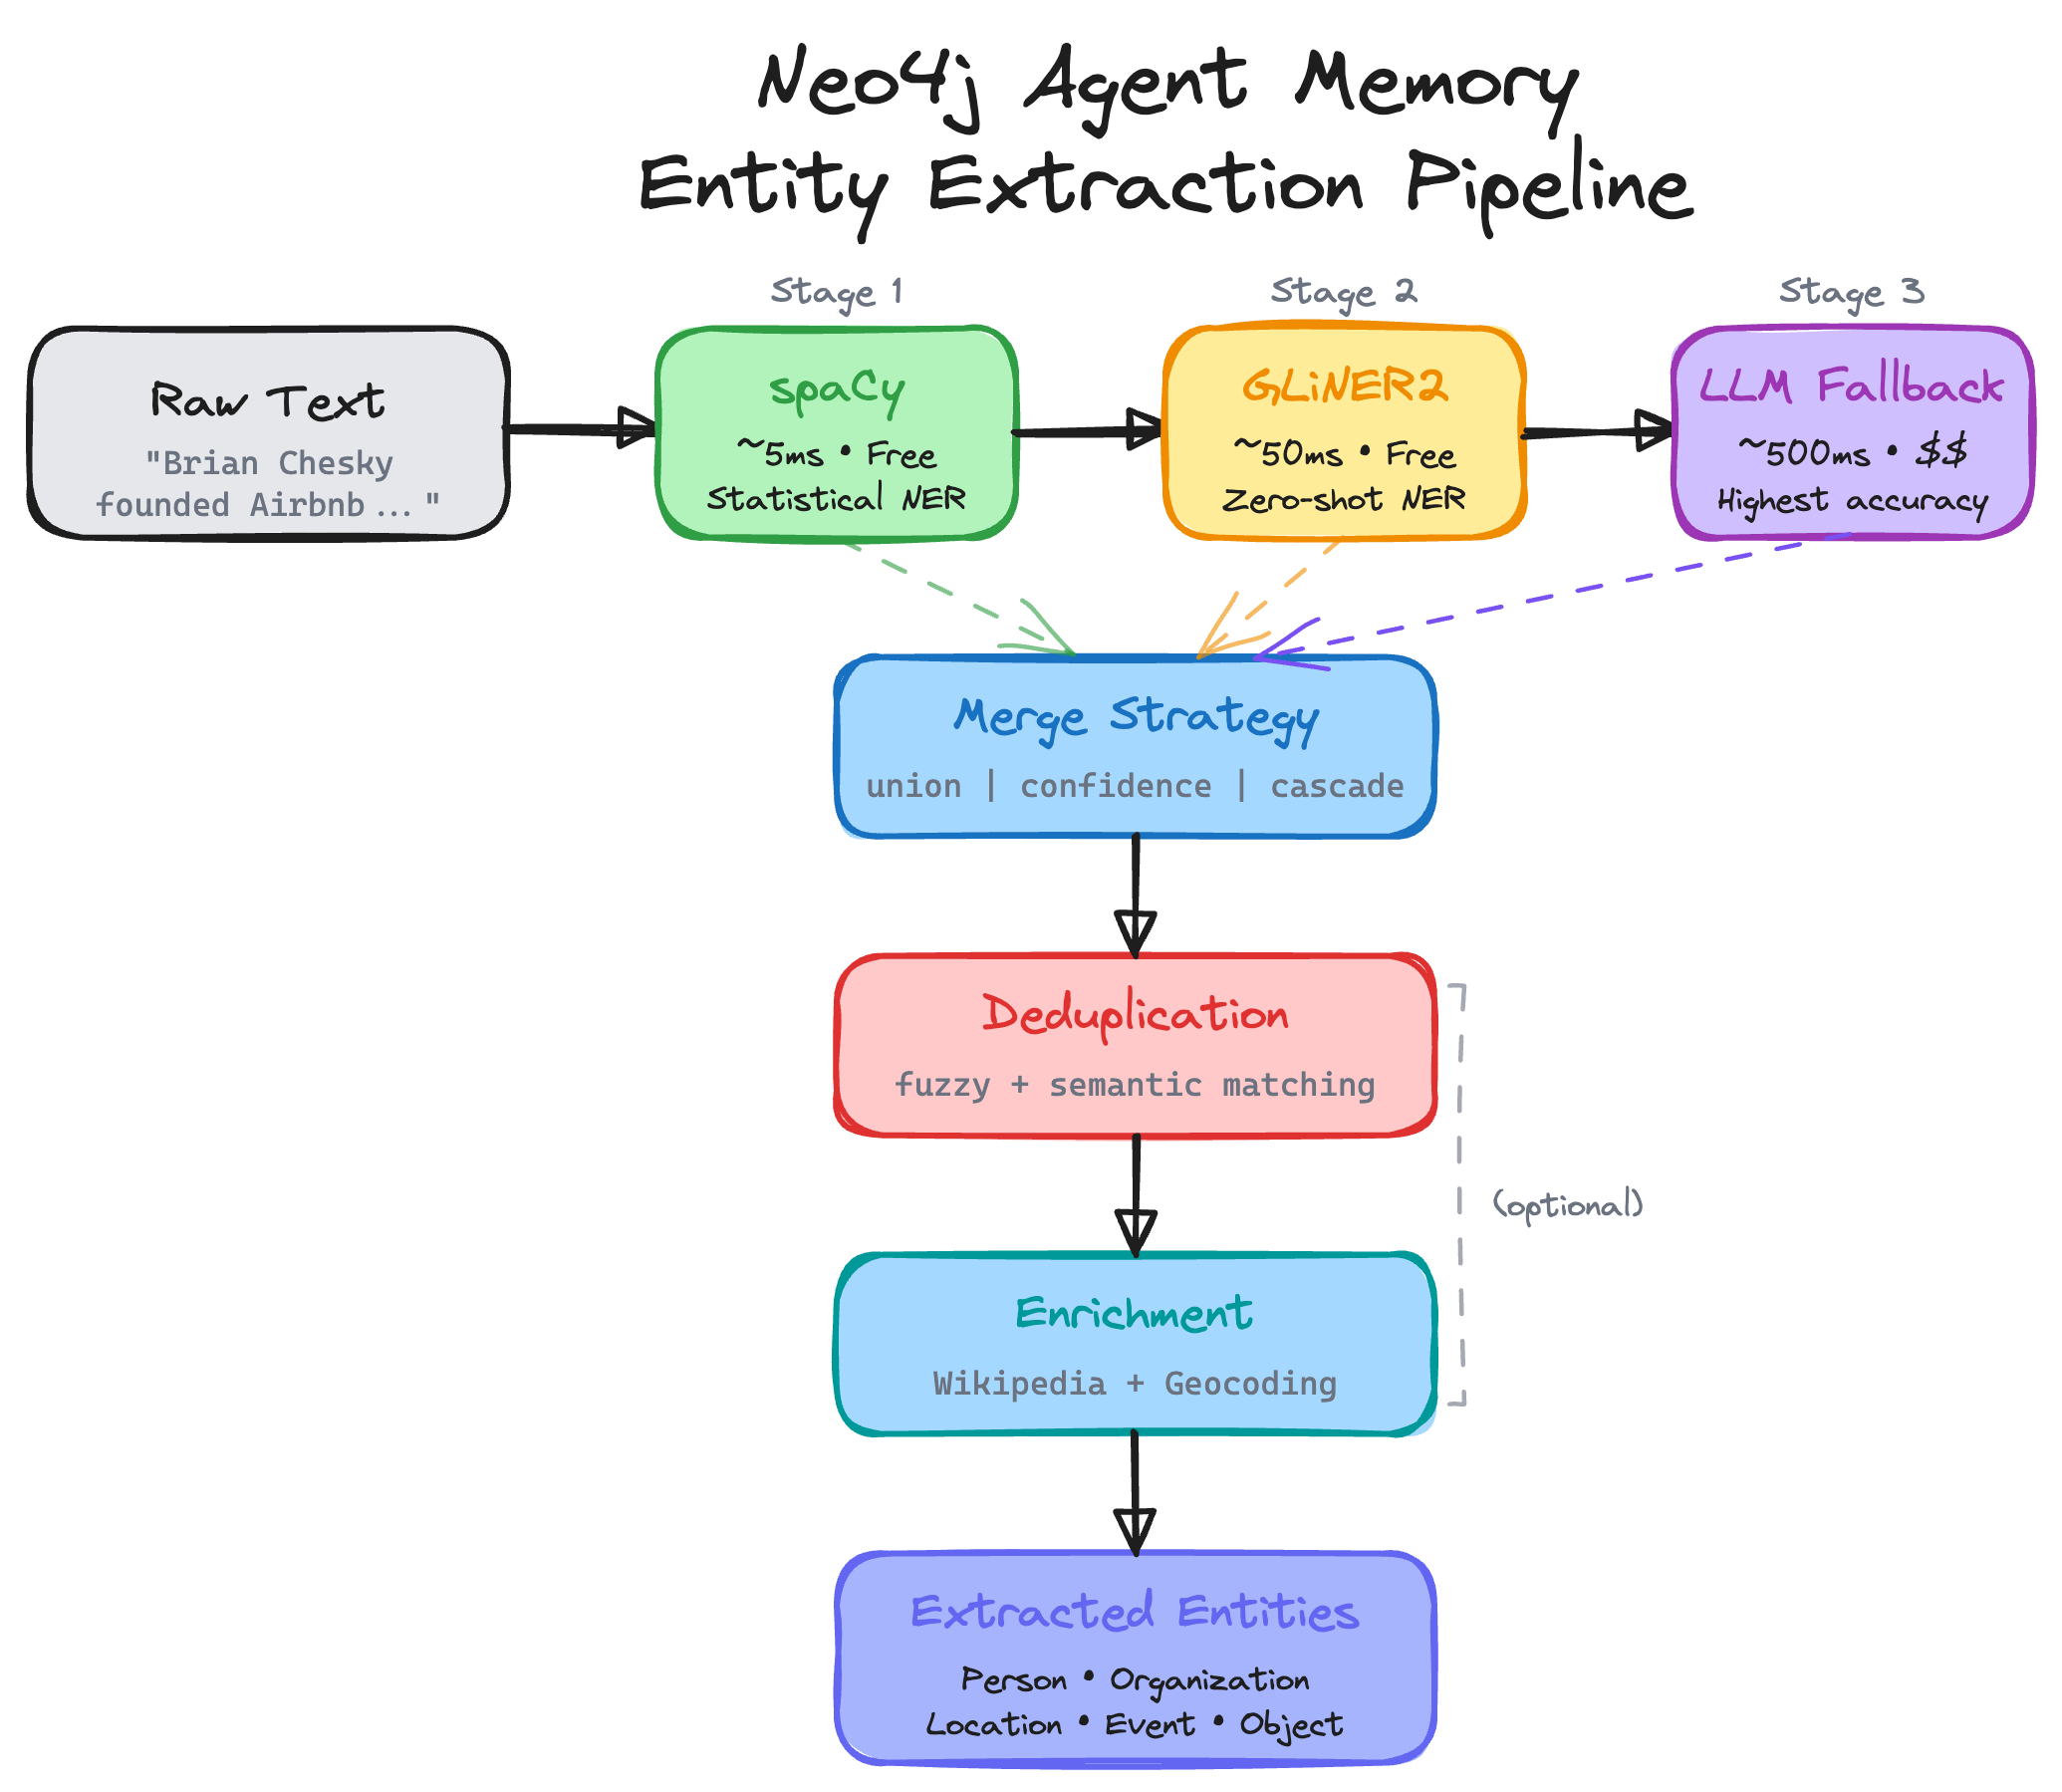 Neo4j Agent Memory
Entity Extraction Pipeline
Stage 1
Stage 2
Stage 3
Raw Text
"Brian Chesky
founded Airbnb..."
spaCy
~5ms • Free
Statistical NER
GLiNER2
~50ms • Free
Zero-shot NER
LLM Fallback
~500ms • $$
Highest accuracy
Merge Strategy
union | confidence | cascade
Deduplication
fuzzy + semantic matching
(optional)
Enrichment
Wikipedia + Geocoding
Extracted Entities
Person • Organization
Location • Event • Object